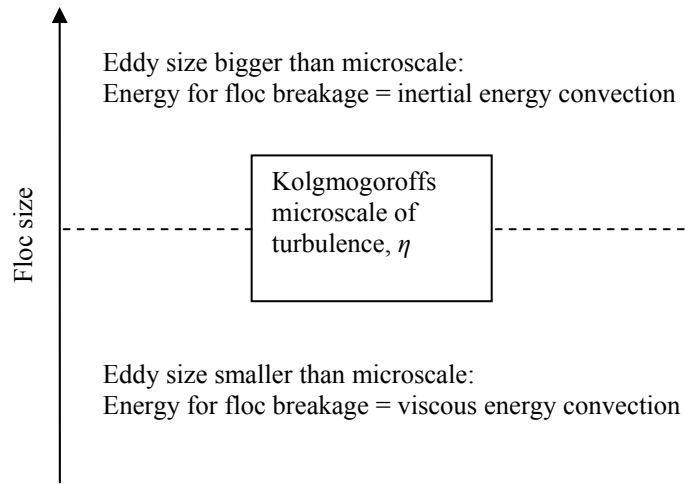 Eddy size bigger than microscale:
Energy for floc breakage = inertial energy convection
Kolgmogoroffs
microscale of
turbulence, η
Floc size
Eddy size smaller than microscale:
Energy for floc breakage = viscous energy convection